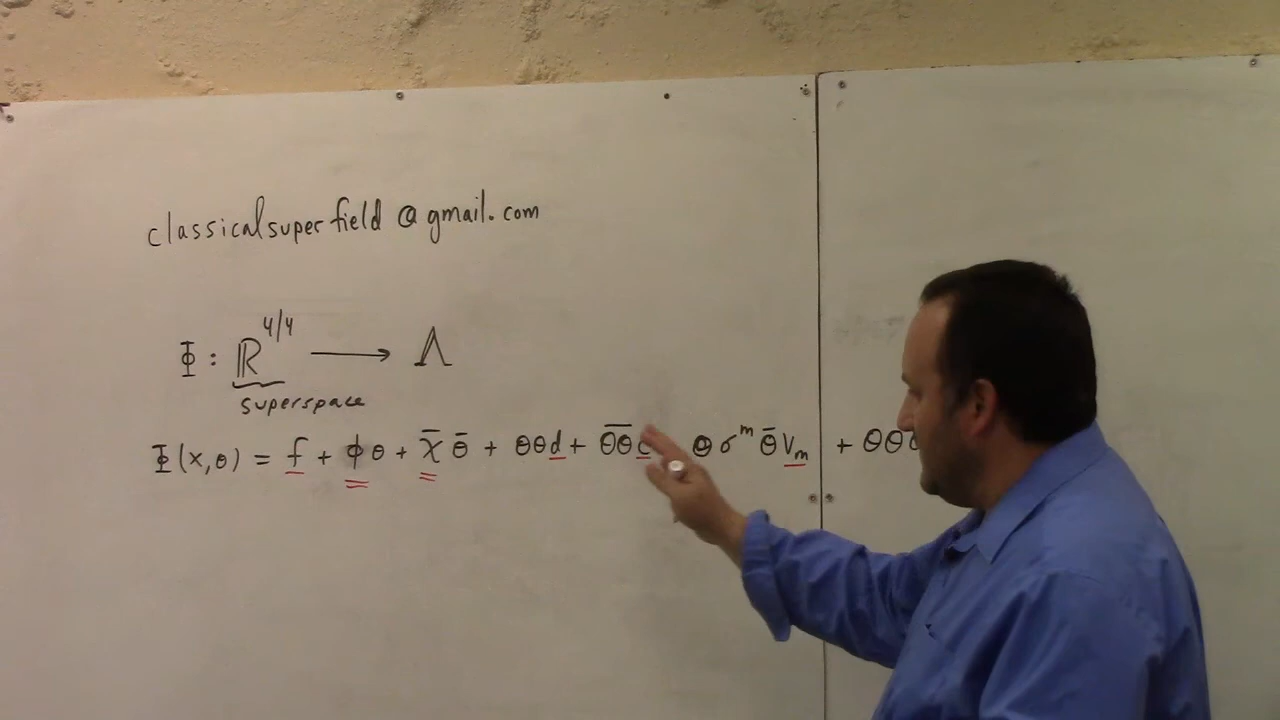 classicalsuperfield@gmail.com
Φ : ℝ^{4/4} ⟶ Λ
superspace
Φ(x,θ) = f + φθ + χ̄ θ̄ + θθd + θ̄θ̄c θσ^m θ̄ V_m + θθ